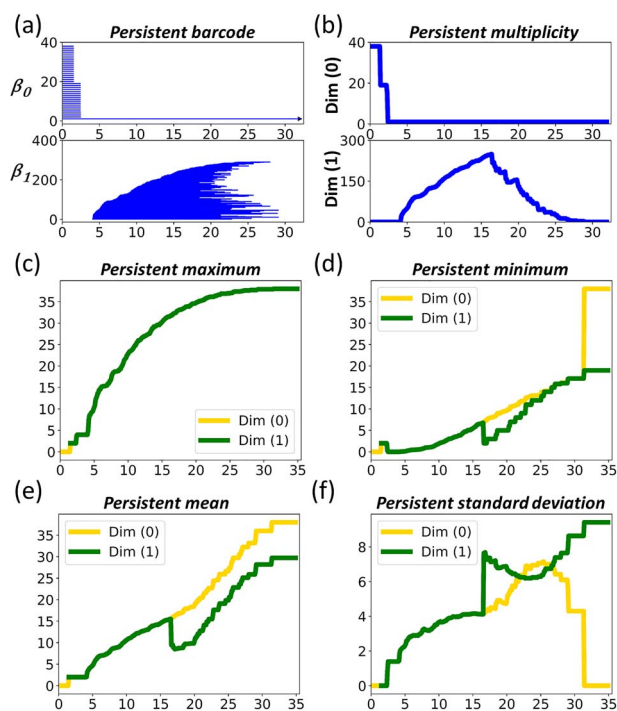 (a) Persistent barcode
(b) Persistent multiplicity
40
20
0
β0
0 5 10 15 20 25 30
400
200
0
β1
0 5 10 15 20 25 30
40
20
0
Dim (0)
0 5 10 15 20 25 30
300
150
0
Dim (1)
0 5 10 15 20 25 30
(c) Persistent maximum
35
30
25
20
15
10
5
0
Dim (0)
Dim (1)
0 5 10 15 20 25 30 35
(d) Persistent minimum
Dim (0)
Dim (1)
35
30
25
20
15
10
5
0
0 5 10 15 20 25 30 35
(e) Persistent mean
Dim (0)
Dim (1)
35
30
25
20
15
10
5
0
0 5 10 15 20 25 30 35
(f) Persistent standard deviation
Dim (0)
Dim (1)
8
6
4
2
0
0 5 10 15 20 25 30 35